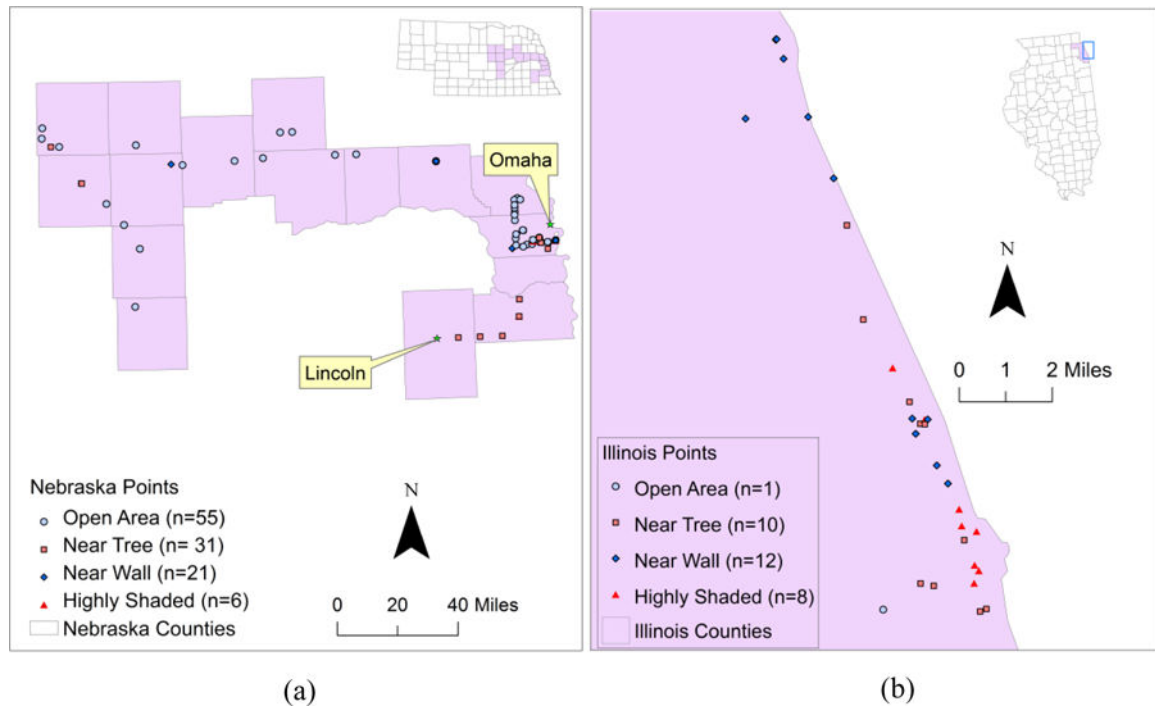 Omaha
Lincoln
Nebraska Points
Open Area (n=55)
Near Tree (n= 31)
Near Wall (n=21)
Highly Shaded (n=6)
Nebraska Counties
N
0 20 40 Miles
(a)
N
0 1 2 Miles
Illinois Points
Open Area (n=1)
Near Tree (n=10)
Near Wall (n=12)
Highly Shaded (n=8)
Illinois Counties
(b)